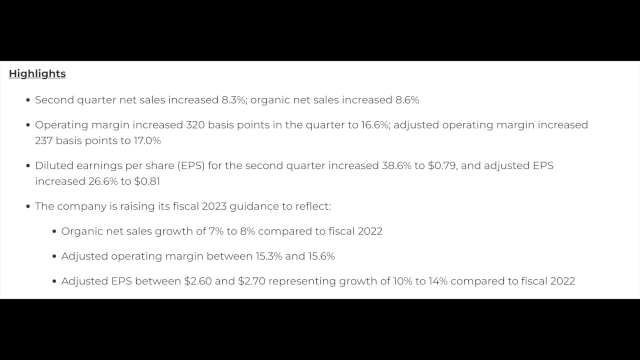 Highlights
Second quarter net sales increased 8.3%; organic net sales increased 8.6%
Operating margin increased 320 basis points in the quarter to 16.6%; adjusted operating margin increased
237 basis points to 17.0%
Diluted earnings per share (EPS) for the second quarter increased 38.6% to $0.79, and adjusted EPS
increased 26.6% to $0.81
The company is raising its fiscal 2023 guidance to reflect:
Organic net sales growth of 7% to 8% compared to fiscal 2022
Adjusted operating margin between 15.3% and 15.6%
Adjusted EPS between $2.60 and $2.70 representing growth of 10% to 14% compared to fiscal 2022